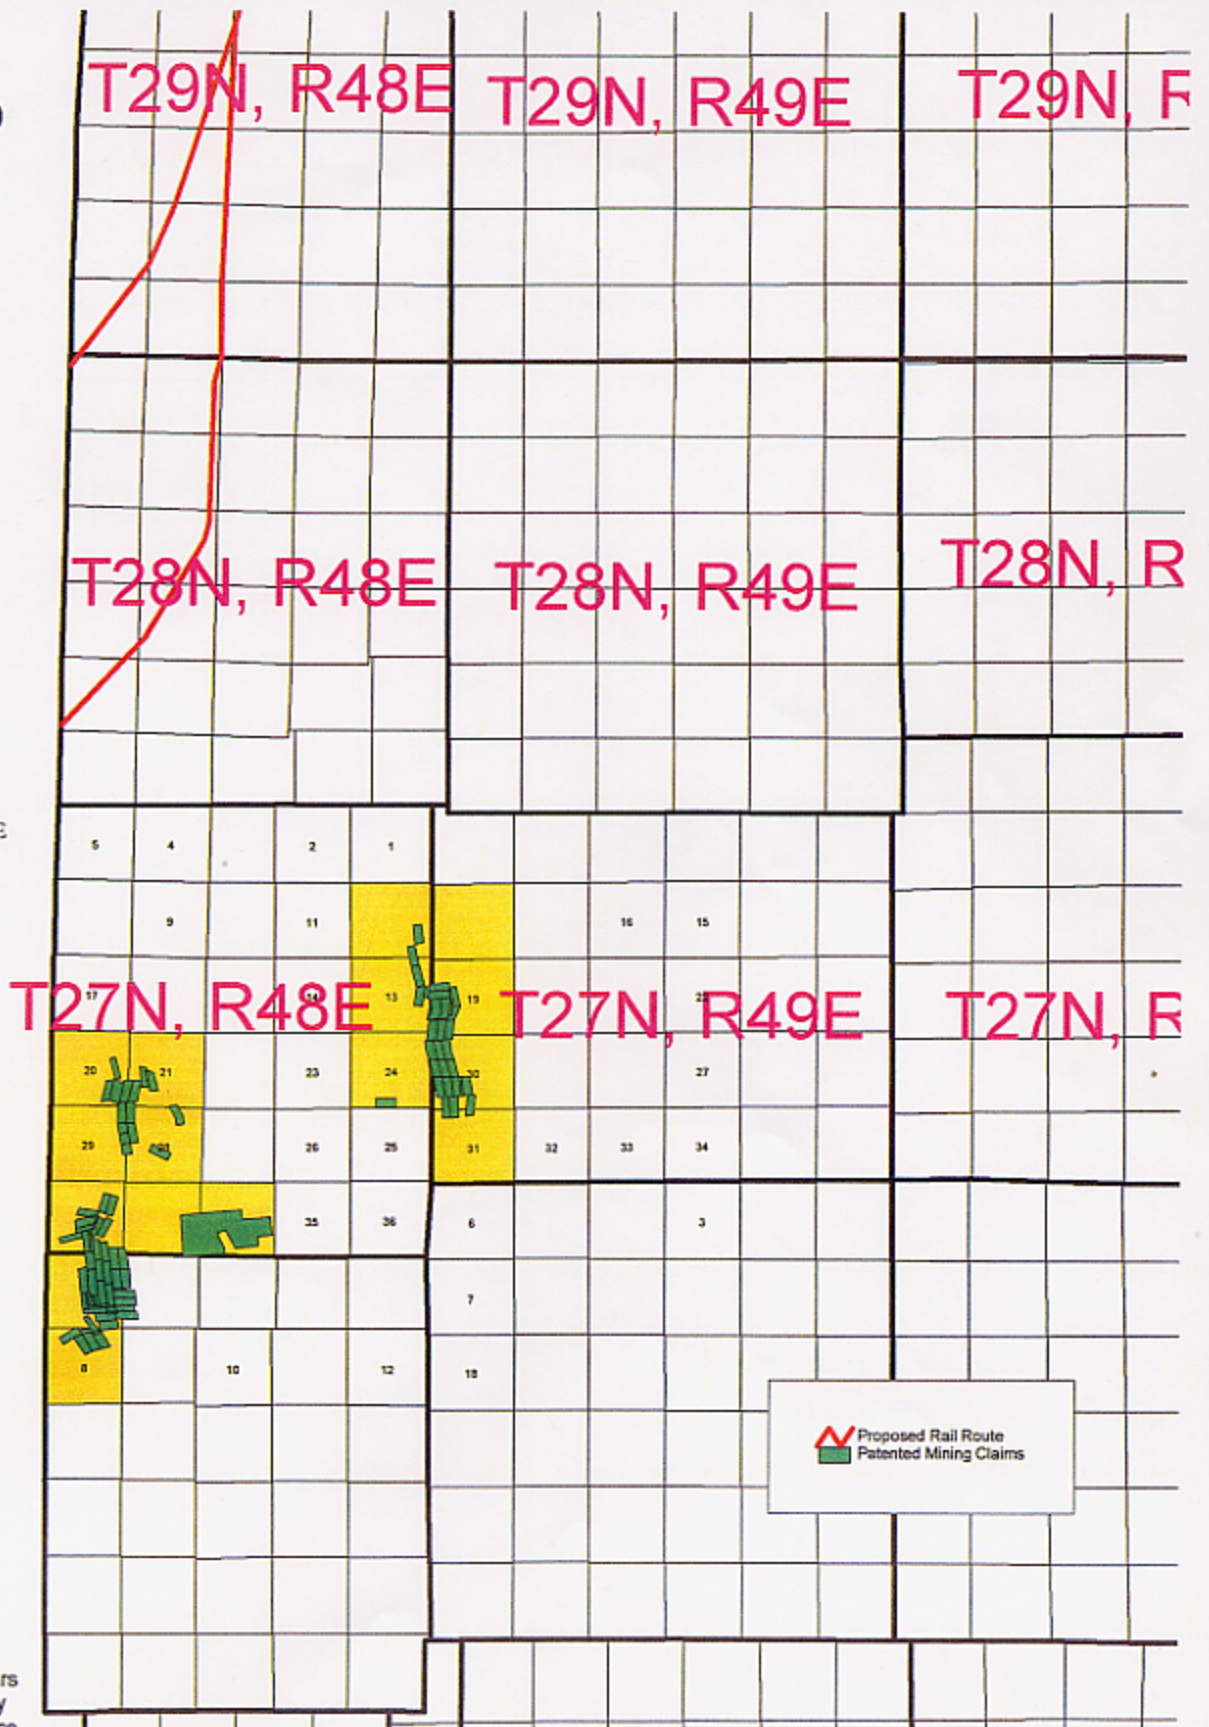 T29N, R48E T29N, R49E T29N, R
T28N, R48E T28N, R49E T28N, R
5 4 2 1
9 11 16 15
17 13 19
T27N, R48E T27N, R49E T27N, R
20 21 23 24 30 27
29 26 25 31 32 33 34
35 36 6 3
7
8 10 12 18
Proposed Rail Route
Patented Mining Claims
rs
y